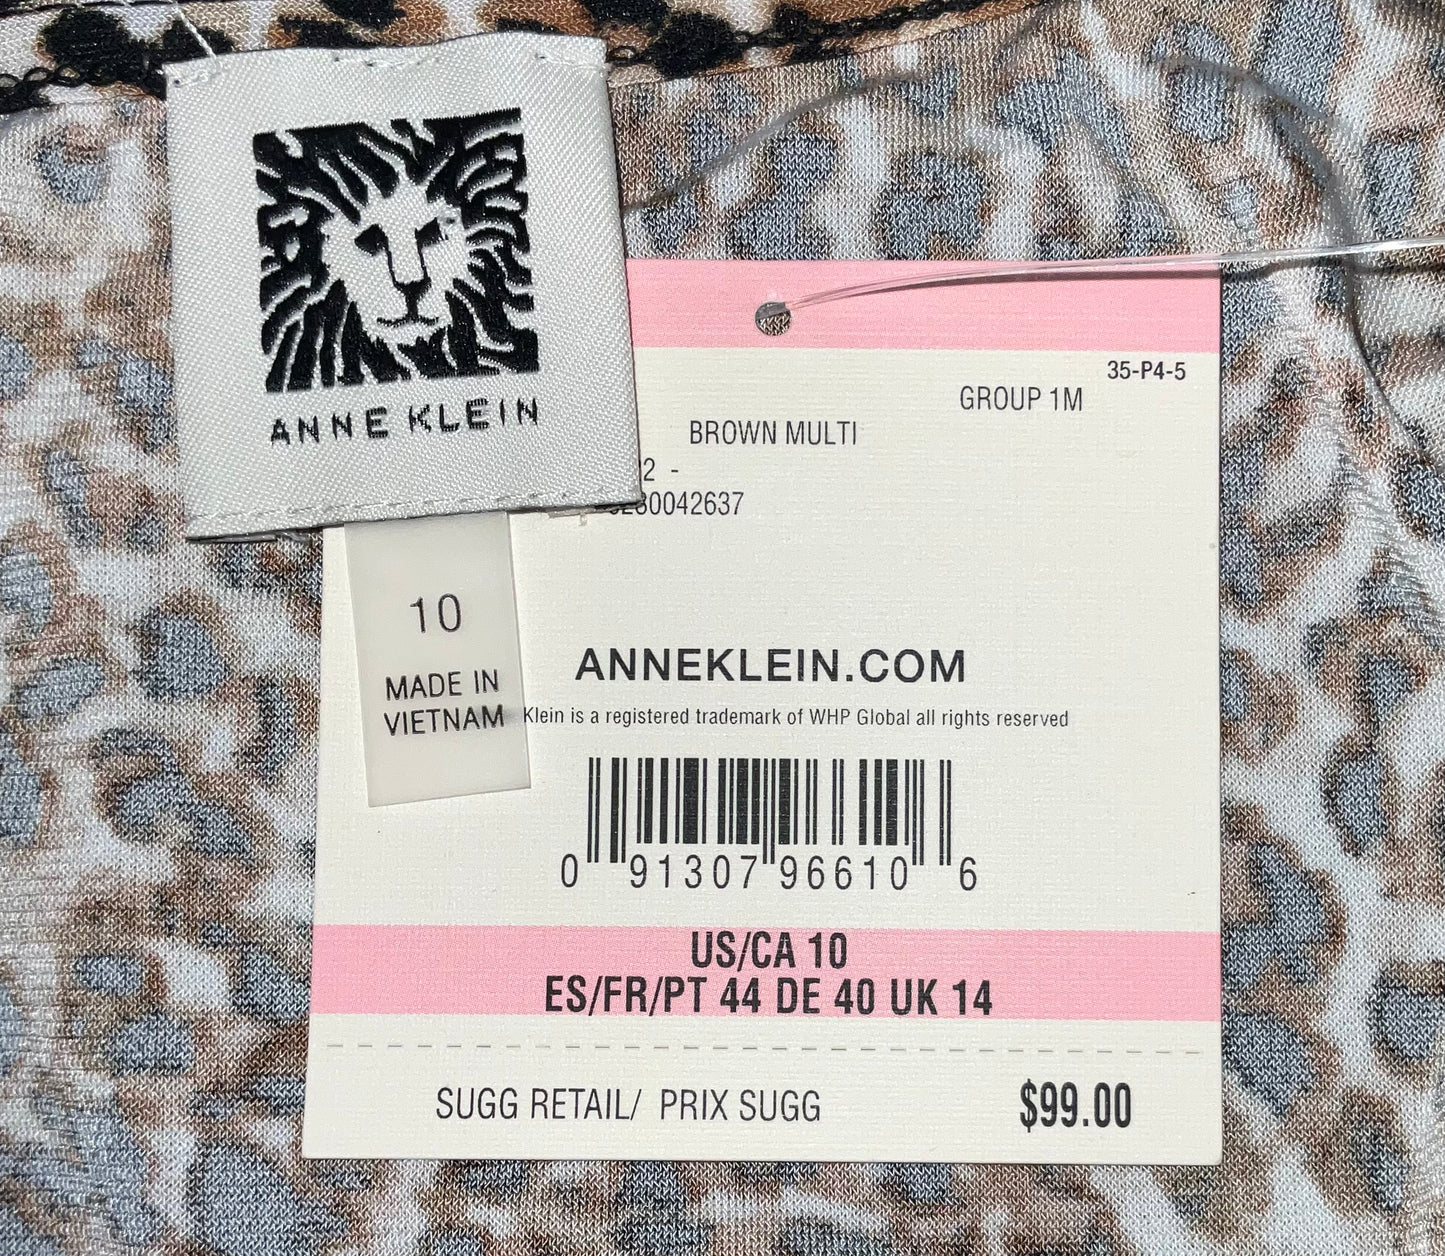 ANNE KLEIN
10
MADE IN
VIETNAM
35-P4-5
GROUP 1M
BROWN MULTI
2 -
30042637
ANNEKLEIN.COM
Klein is a registered trademark of WHP Global all rights reserved
0 91307 96610 6
US/CA 10
ES/FR/PT 44 DE 40 UK 14
SUGG RETAIL/ PRIX SUGG $99.00